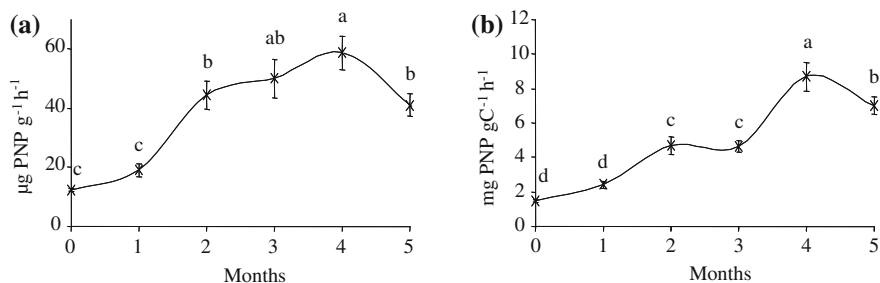 (a)
µg PNP g⁻¹ h⁻¹
60
40
20
0
c
c
b
ab
a
b
0 1 2 3 4 5
Months
(b)
mg PNP gC⁻¹ h⁻¹
12
10
8
6
4
2
0
d
d
c
c
a
b
0 1 2 3 4 5
Months